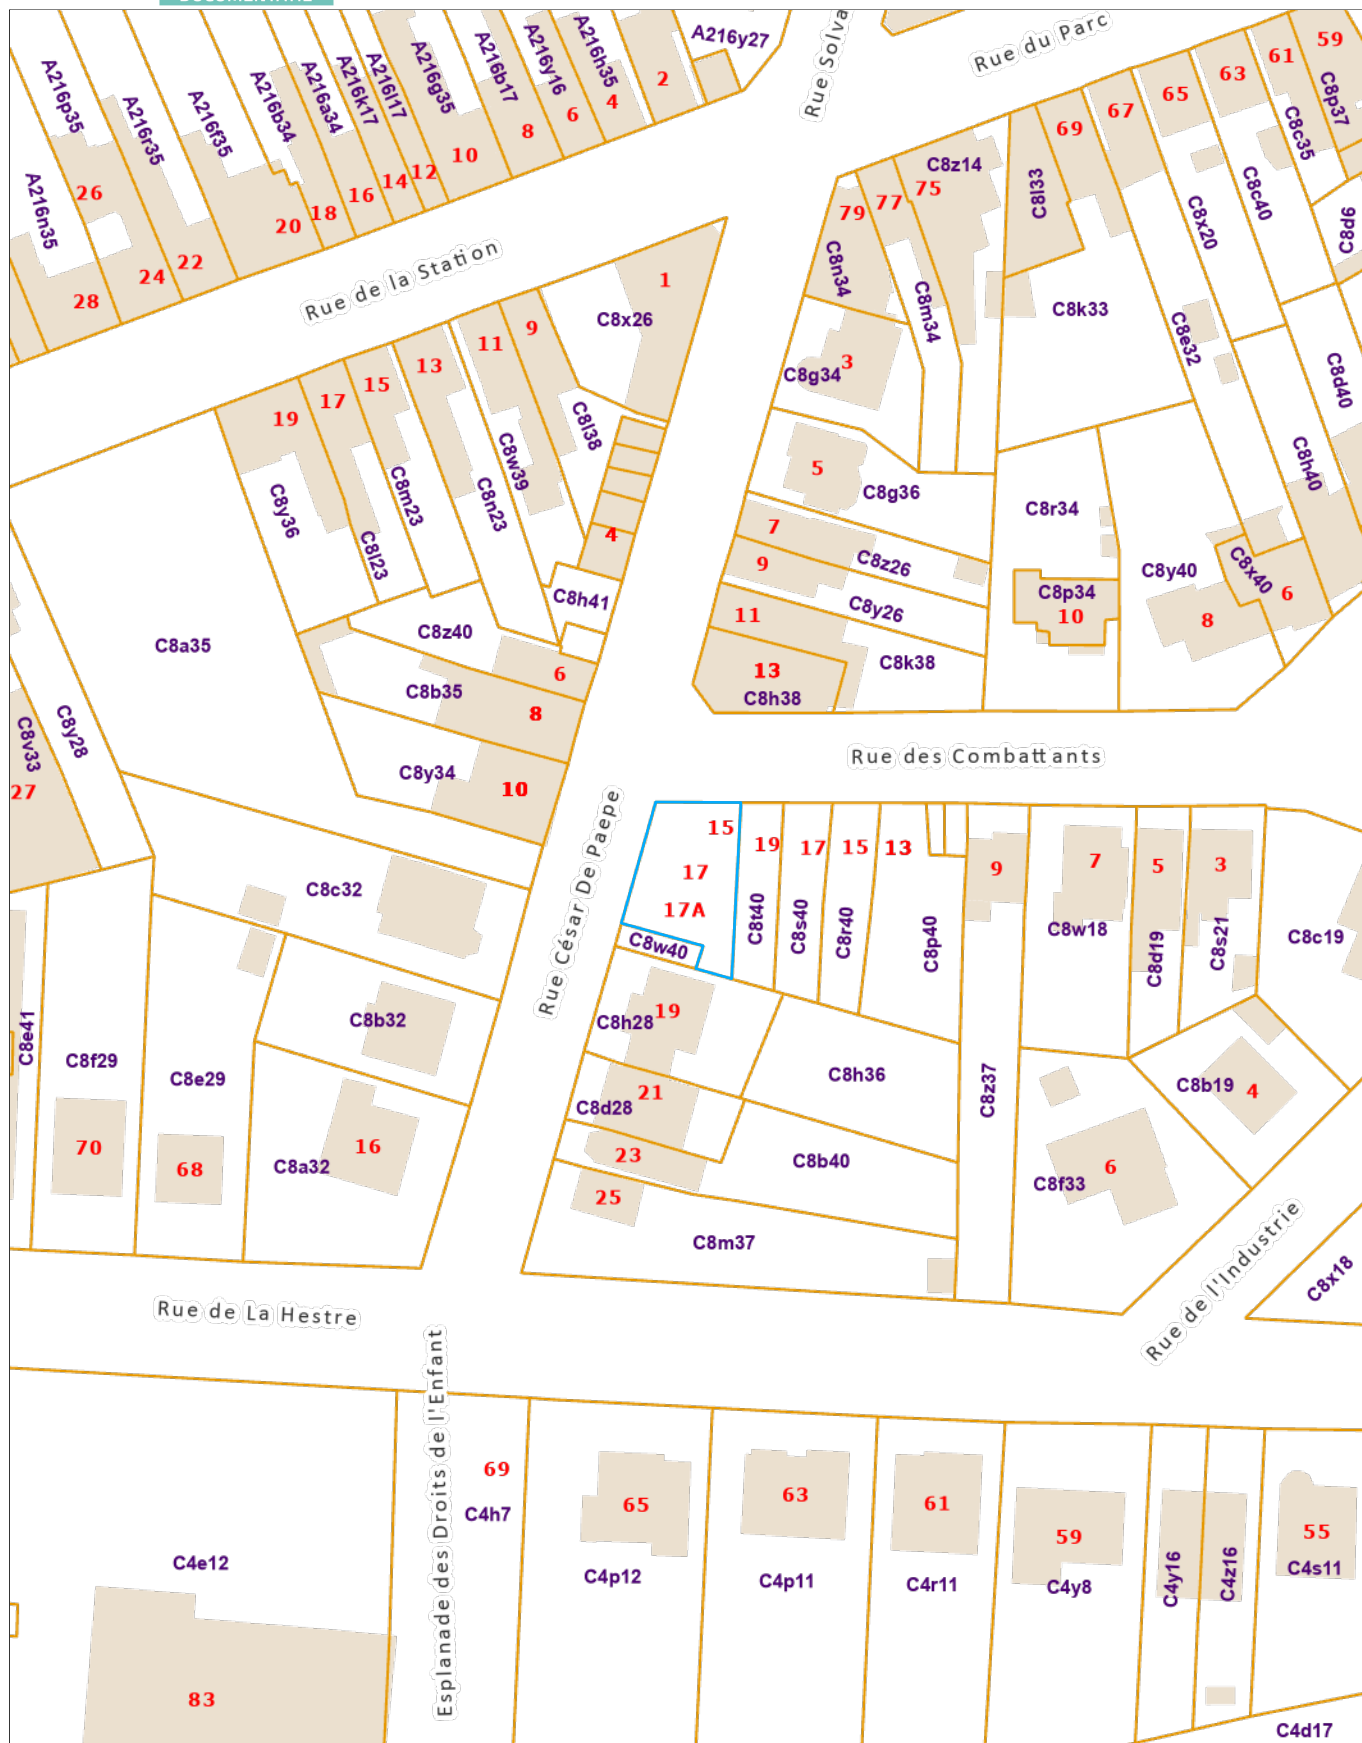 A216y27
Rue Solva
Rue du Parc
59
61
63
65
67
69
C8p37
C8c35
C8c40
C8x20
C8d6
A216p35
A216r35
A216f35
A216b34
A216a34
A216k17
A216l17
A216g35
A216b17
A216y16
A216h35
2
4
6
8
10
12
14
16
18
20
22
24
26
28
A216n35
Rue de la Station
C8z14
75
77
79
C8l33
C8n34
C8m34
C8k33
C8e32
C8d40
C8h40
1
C8x26
9
11
13
15
17
19
3
C8g34
C8l38
C8w39
C8n23
C8m23
C8l23
C8y36
5
C8g36
C8r34
4
7
C8z26
9
C8y26
11
C8k38
13
C8h38
C8p34
10
C8y40
C8x40
6
8
C8h41
C8z40
C8a35
6
C8b35
8
C8y34
10
C8y28
C8v33
27
Rue des Combattants
Rue César De Paepe
15
17
17A
19
17
15
13
9
7
5
3
C8w40
C8t40
C8s40
C8r40
C8p40
C8w18
C8d19
C8s21
C8c19
C8c32
C8b32
C8h28
19
C8e41
C8f29
C8e29
C8h36
C8z37
C8b19
4
C8d28
21
70
68
C8a32
16
23
C8b40
C8f33
6
25
C8m37
Rue de l'Industrie
C8x18
Rue de La Hestre
Esplanade des Droits de l'Enfant
69
C4h7
65
63
61
59
55
C4e12
C4p12
C4p11
C4r11
C4y8
C4y16
C4z16
C4s11
83
C4d17